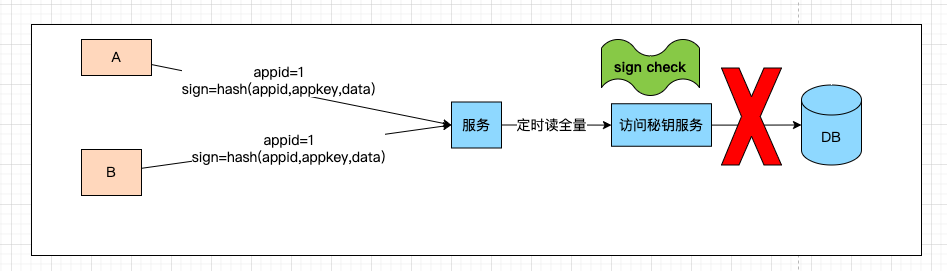 A
appid=1
sign=hash(appid,appkey,data)
B
appid=1
sign=hash(appid,appkey,data)
服务
定时读全量
sign check
访问秘钥服务
DB